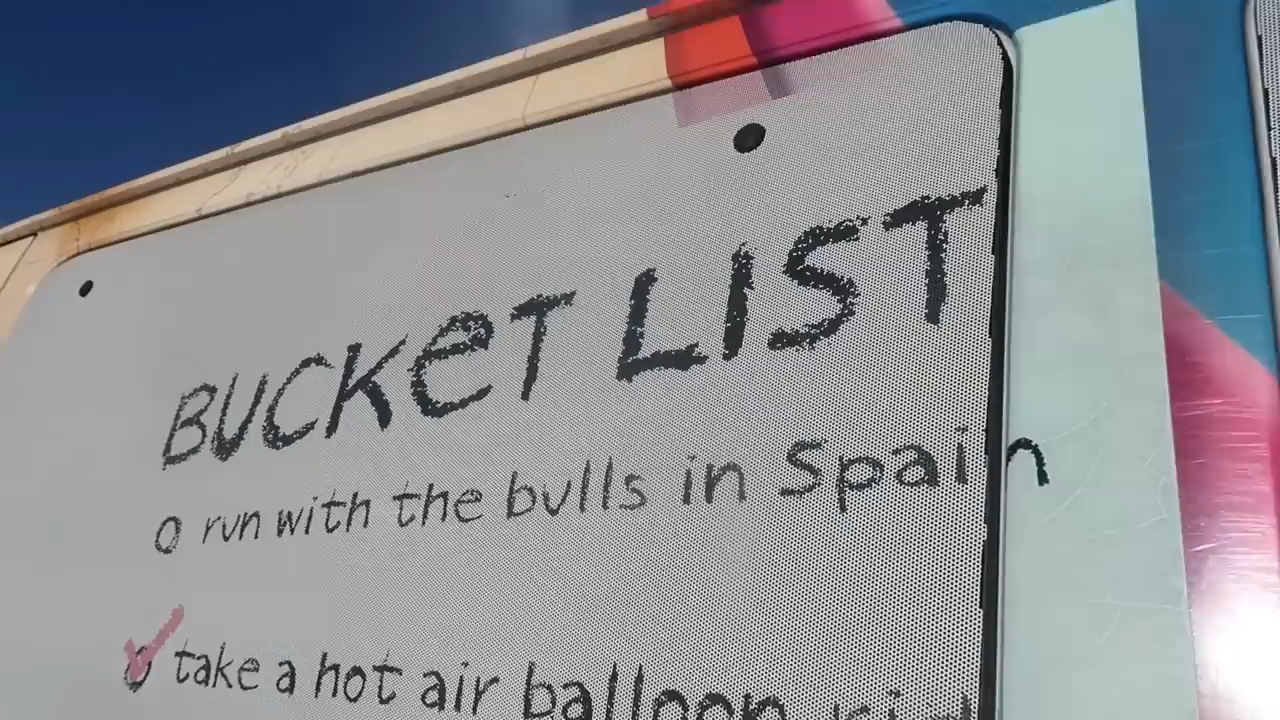 BUCKET LIST
o run with the bulls in Spain
o take a hot air balloon